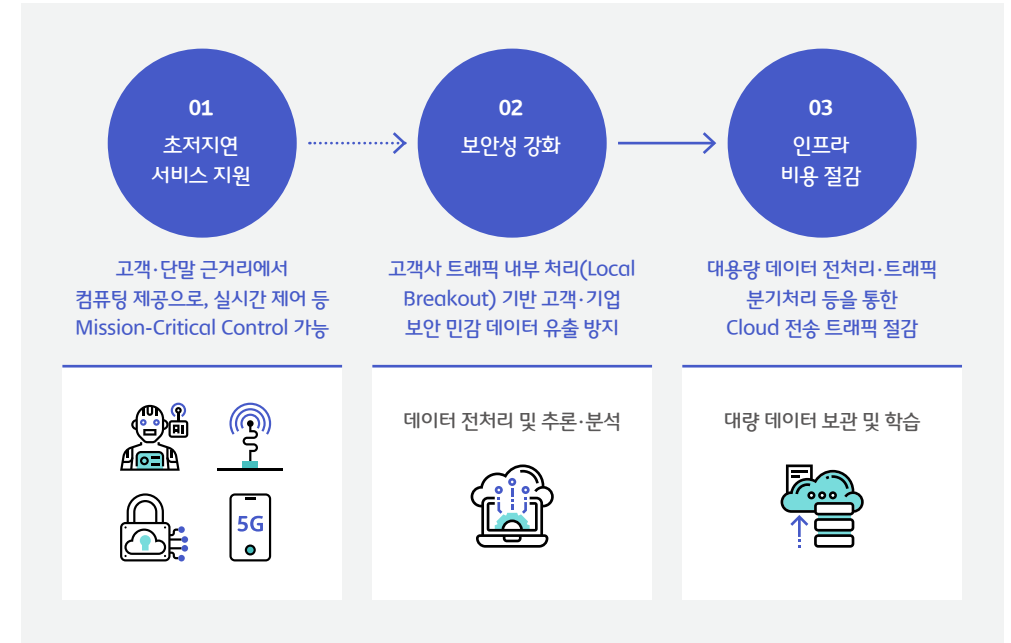 01
초저지연
서비스 지원
02
보안성 강화
03
인프라
비용 절감
고객·단말 근거리에서
컴퓨팅 제공으로, 실시간 제어 등
Mission-Critical Control 가능
고객사 트래픽 내부 처리(Local
Breakout) 기반 고객·기업
보안 민감 데이터 유출 방지
대용량 데이터 전처리·트래픽
분기처리 등을 통한
Cloud 전송 트래픽 절감
AI
5G
데이터 전처리 및 추론·분석
대량 데이터 보관 및 학습